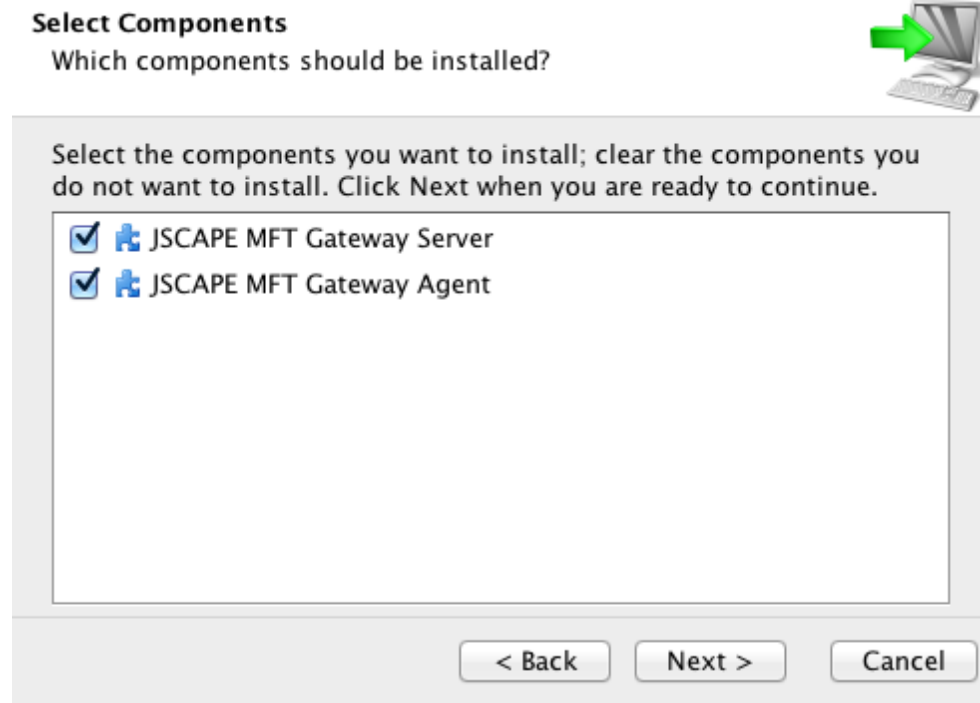 Select Components
Which components should be installed?
Select the components you want to install; clear the components you
do not want to install. Click Next when you are ready to continue.
JSCAPE MFT Gateway Server
JSCAPE MFT Gateway Agent
< Back
Next >
Cancel